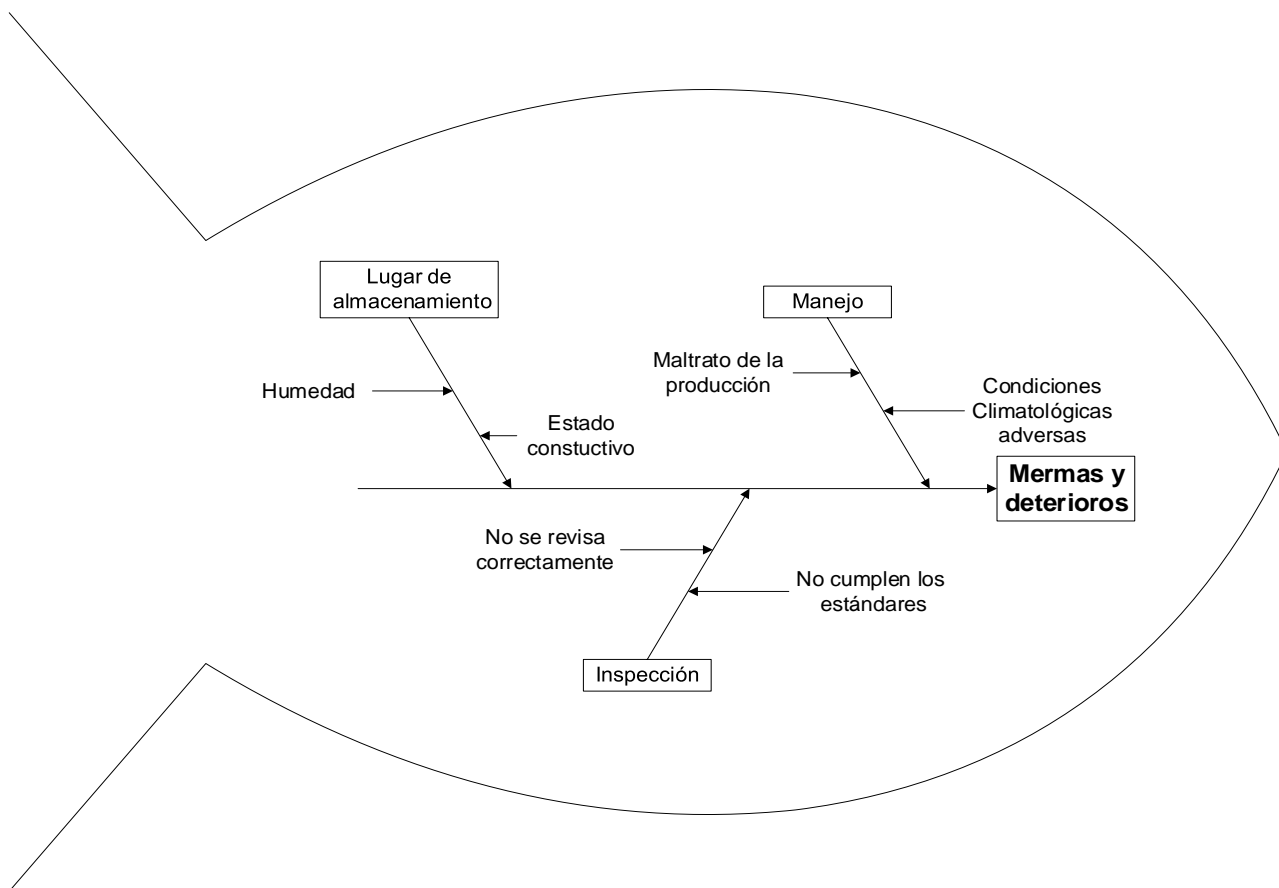 Lugar de
almacenamiento
Manejo
Humedad
Estado
constuctivo
Maltrato de la
producción
Condiciones
Climatológicas
adversas
Mermas y
deterioros
No se revisa
correctamente
No cumplen los
estándares
Inspección